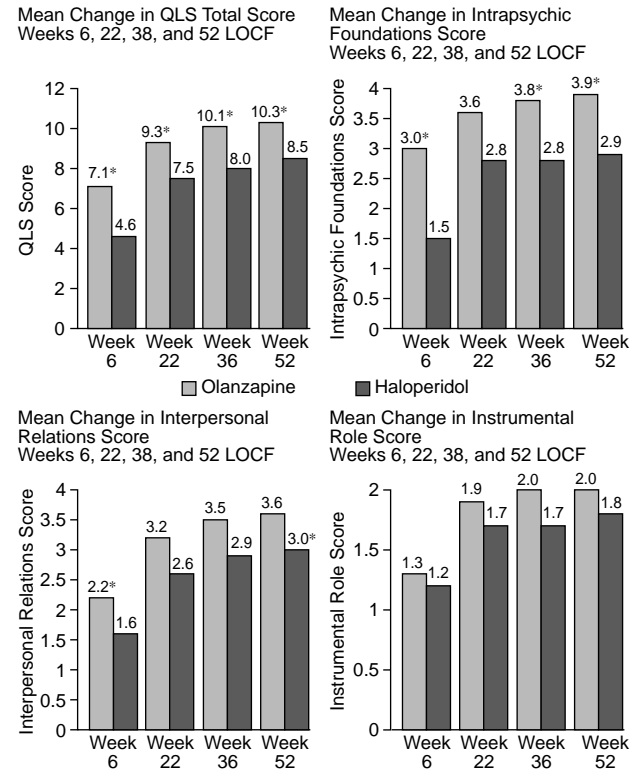 Mean Change in QLS Total Score
Weeks 6, 22, 38, and 52 LOCF
QLS Score
12
10
8
6
4
2
0
7.1*
4.6
9.3*
7.5
10.1*
8.0
10.3*
8.5
Week
6
Week
22
Week
36
Week
52
Mean Change in Intrapsychic
Foundations Score
Weeks 6, 22, 38, and 52 LOCF
Intrapsychic Foundations Score
4
3.5
3
2.5
2
1.5
1
0.5
0
3.0*
1.5
3.6
2.8
3.8*
2.8
3.9*
2.9
Week
6
Week
22
Week
36
Week
52
Olanzapine
Haloperidol
Mean Change in Interpersonal
Relations Score
Weeks 6, 22, 38, and 52 LOCF
Interpersonal Relations Score
4
3.5
3
2.5
2
1.5
1
0.5
0
2.2*
1.6
3.2
2.6
3.5
2.9
3.6
3.0*
Week
6
Week
22
Week
36
Week
52
Mean Change in Instrumental
Role Score
Weeks 6, 22, 38, and 52 LOCF
Instrumental Role Score
2
1.5
1
0.5
0
1.3
1.2
1.9
1.7
2.0
1.7
2.0
1.8
Week
6
Week
22
Week
36
Week
52